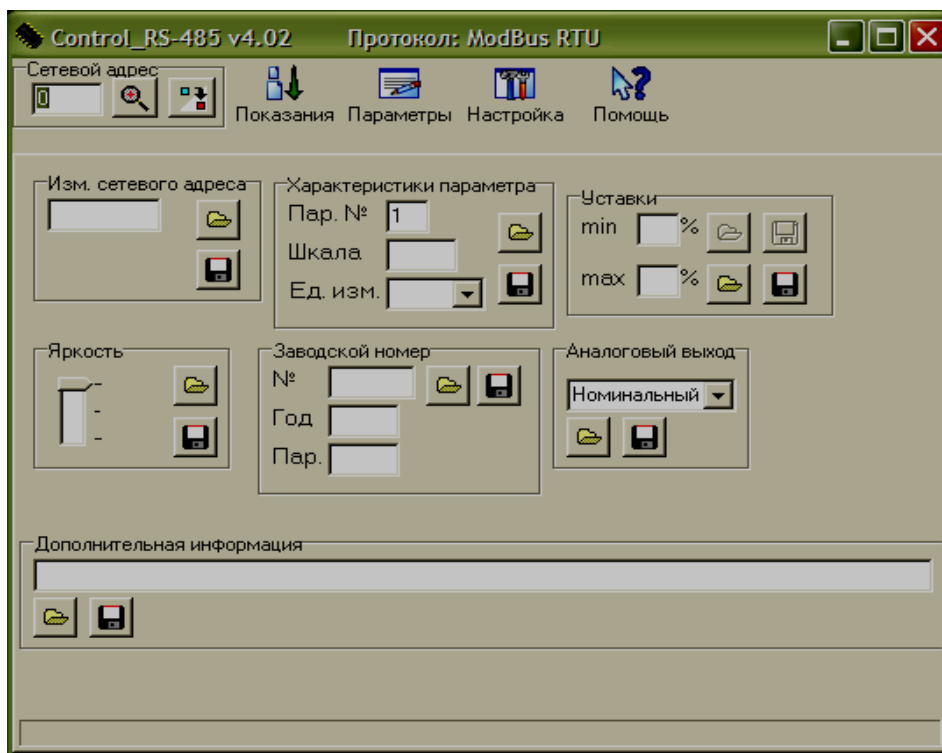 Control_RS-485 v4.02 Протокол: ModBus RTU
Сетевой адрес
0
Показания Параметры Настройка Помощь
Изм. сетевого адреса
Характеристики параметра
Пар. № 1
Шкала
Ед. изм.
Уставки
min %
max %
Яркость
Заводской номер
№
Год
Пар.
Аналоговый выход
Номинальный
Дополнительная информация